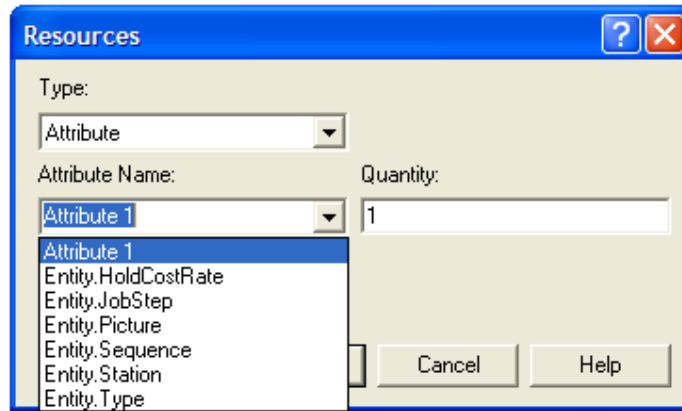 Resources
Type:
Attribute
Attribute Name: Quantity:
Attribute 1 1
Attribute 1
Entity.HoldCostRate
Entity.JobStep
Entity.Picture
Entity.Sequence
Entity.Station
Entity.Type
Cancel Help